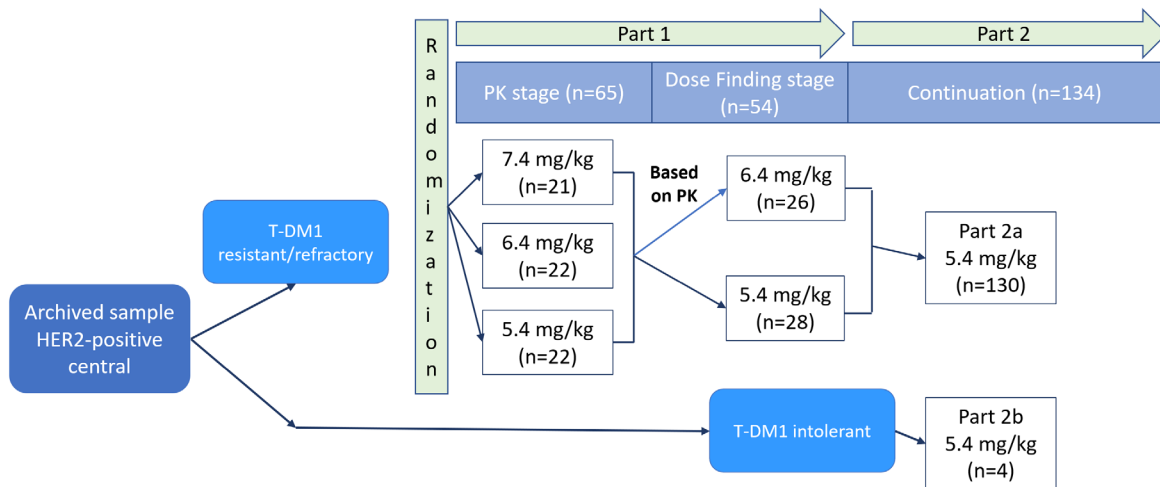 Part 1
Part 2
Randomization
PK stage (n=65)
Dose Finding stage
(n=54)
Continuation (n=134)
7.4 mg/kg
(n=21)
6.4 mg/kg
(n=22)
5.4 mg/kg
(n=22)
Based
on PK
6.4 mg/kg
(n=26)
5.4 mg/kg
(n=28)
Part 2a
5.4 mg/kg
(n=130)
T-DM1
resistant/refractory
Archived sample
HER2-positive
central
T-DM1 intolerant
Part 2b
5.4 mg/kg
(n=4)